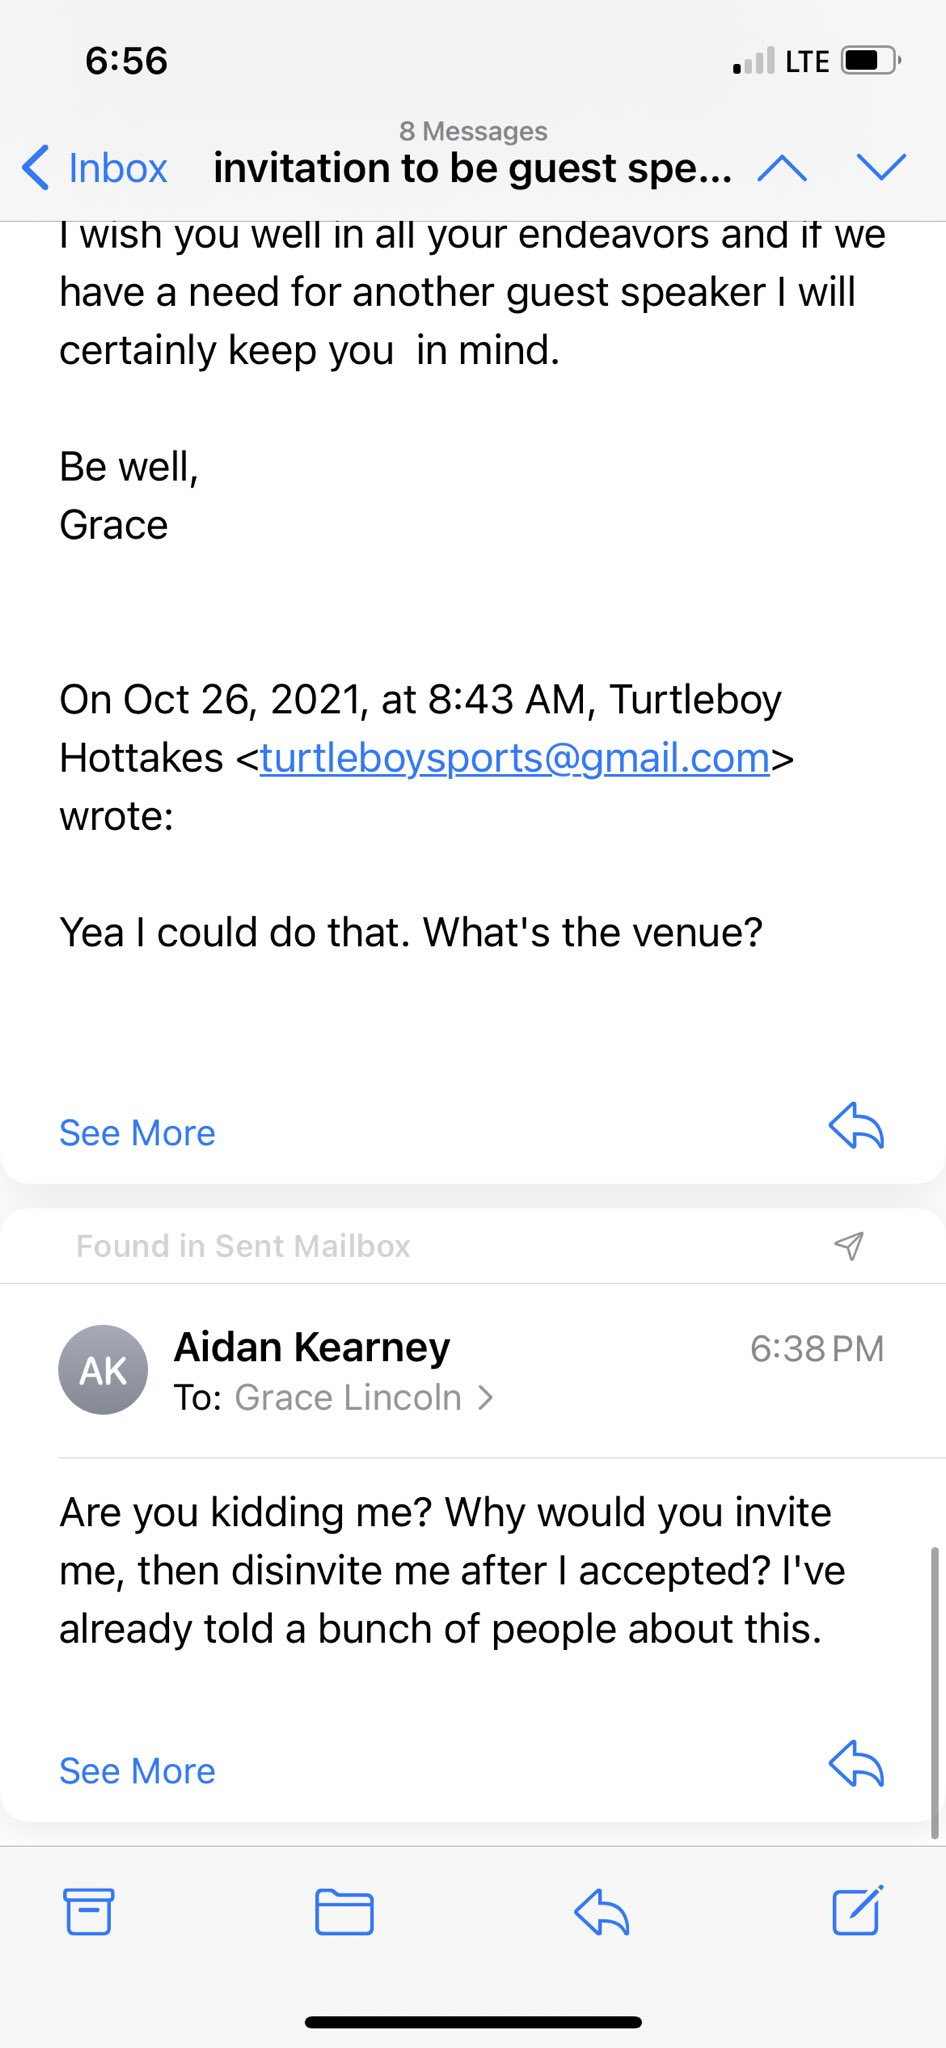 6:56
LTE
8 Messages
Inbox
invitation to be guest spe...
I wish you well in all your endeavors and if we
have a need for another guest speaker I will
certainly keep you  in mind.
Be well,
Grace
On Oct 26, 2021, at 8:43 AM, Turtleboy
Hottakes <turtleboysports@gmail.com>
wrote:
Yea I could do that. What's the venue?
See More
Found in Sent Mailbox
AK
Aidan Kearney
6:38 PM
To: Grace Lincoln >
Are you kidding me? Why would you invite
me, then disinvite me after I accepted? I've
already told a bunch of people about this.
See More